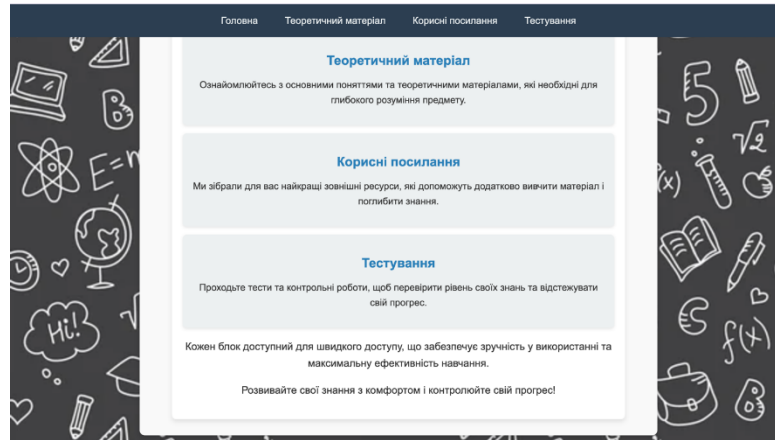 Головна Теоретичний матеріал Корисні посилання Тестування
Теоретичний матеріал
Ознайомлюйтесь з основними поняттями та теоретичними матеріалами, які необхідні для
глибокого розуміння предмету.
Корисні посилання
Ми зібрали для вас найкращі зовнішні ресурси, які допоможуть додатково вивчити матеріал і
поглибити знання.
Тестування
Проходьте тести та контрольні роботи, щоб перевірити рівень своїх знань та відстежувати
свій прогрес.
Кожен блок доступний для швидкого доступу, що забезпечує зручність у використанні та
максимальну ефективність навчання.
Розвивайте свої знання з комфортом і контролюйте свій прогрес!
B
E=
Hi!
√
5
√2
(x)
f(x)
B